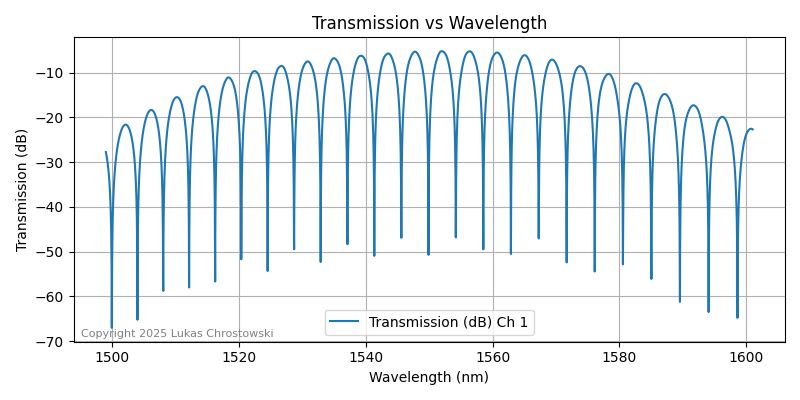 Transmission vs Wavelength
Transmission (dB)
−10
−20
−30
−40
−50
−60
−70
Copyright 2025 Lukas Chrostowski
Transmission (dB) Ch 1
1500 1520 1540 1560 1580 1600
Wavelength (nm)